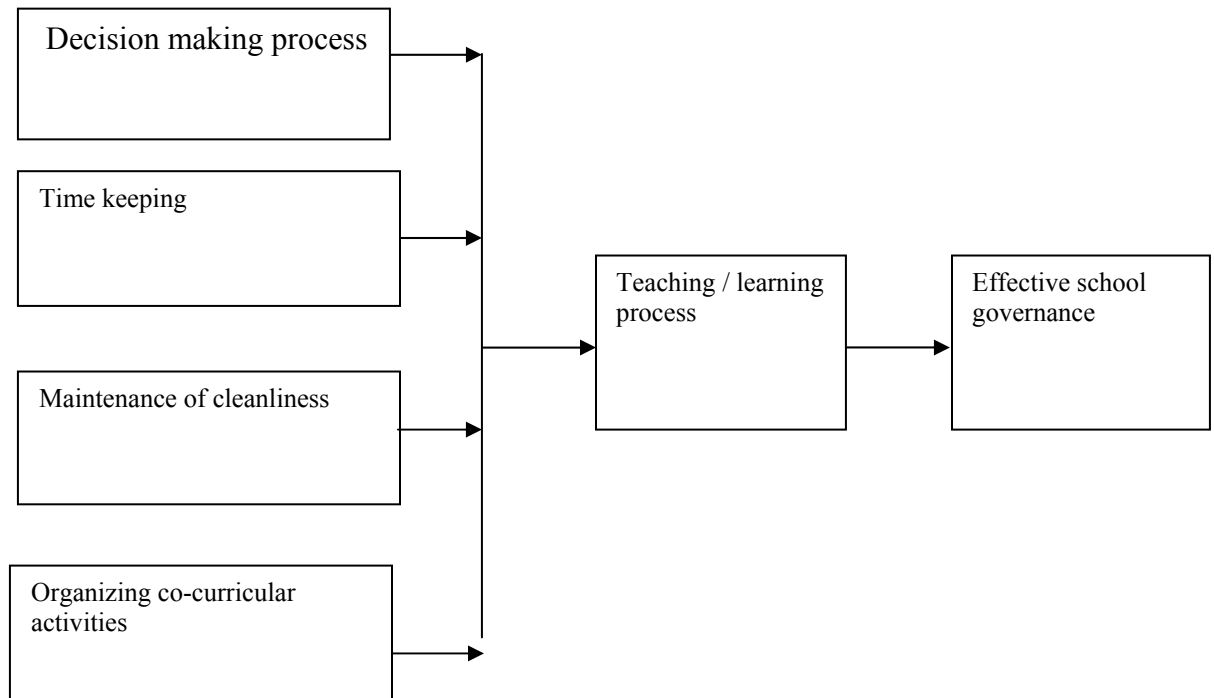 Decision making process
Time keeping
Teaching / learning
process
Effective school
governance
Maintenance of cleanliness
Organizing co-curricular
activities